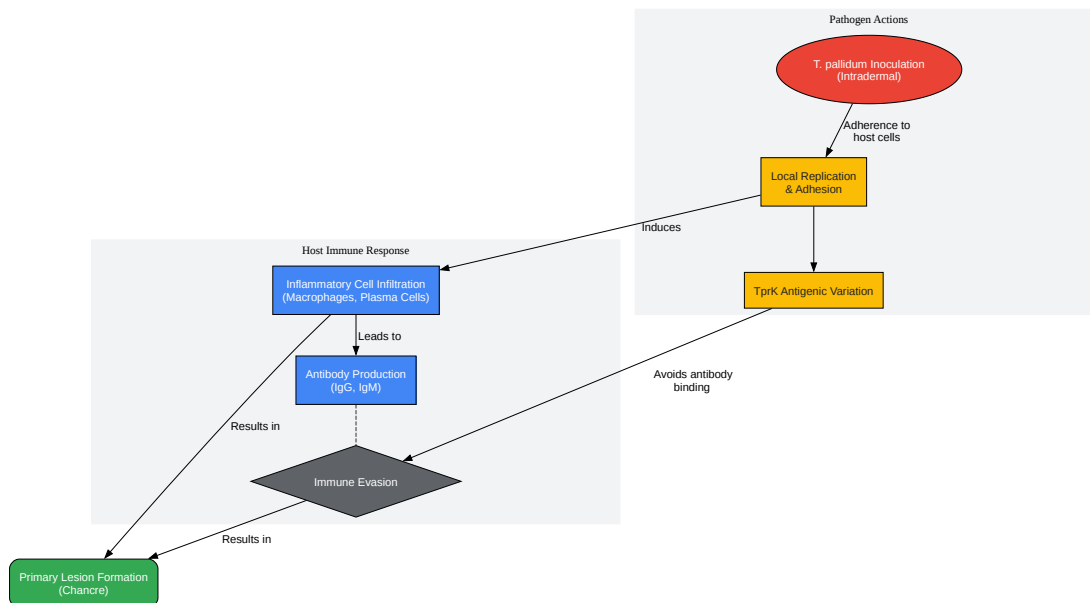 Pathogen Actions
T. pallidum Inoculation
(Intradermal)
Adherence to
host cells
Local Replication
& Adhesion
Induces
Host Immune Response
Inflammatory Cell Infiltration
(Macrophages, Plasma Cells)
TprK Antigenic Variation
Leads to
Antibody Production
(IgG, IgM)
Avoids antibody
binding
Results in
Immune Evasion
Results in
Primary Lesion Formation
(Chancre)